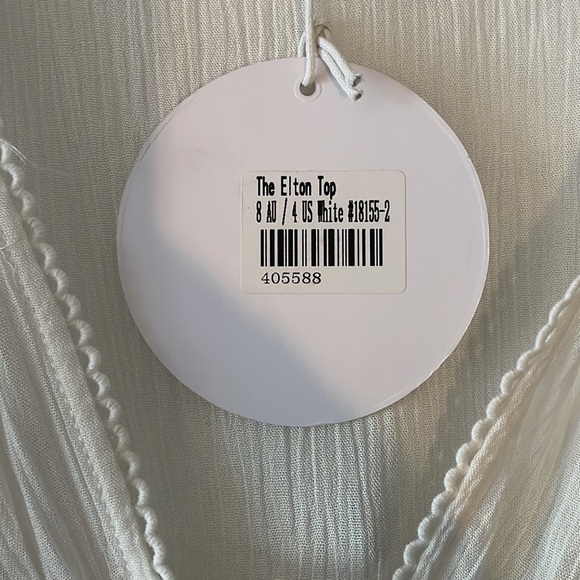 The Elton Top
8 AU / 4 US White #18155-2
405588